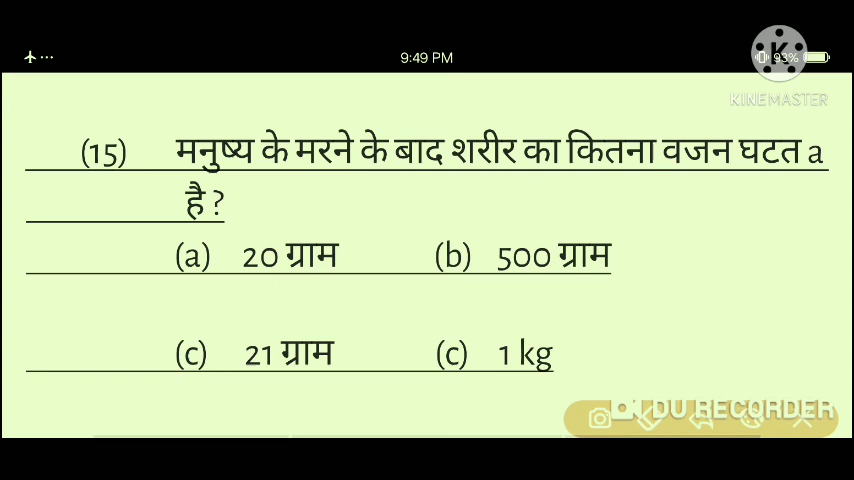 9:49 PM
93%
K
KINEMASTER
(15) मनुष्य के मरने के बाद शरीर का कितना वजन घटत a
है ?
(a) 20 ग्राम (b) 500 ग्राम
(c) 21 ग्राम (c) 1 kg
DU RECORDER